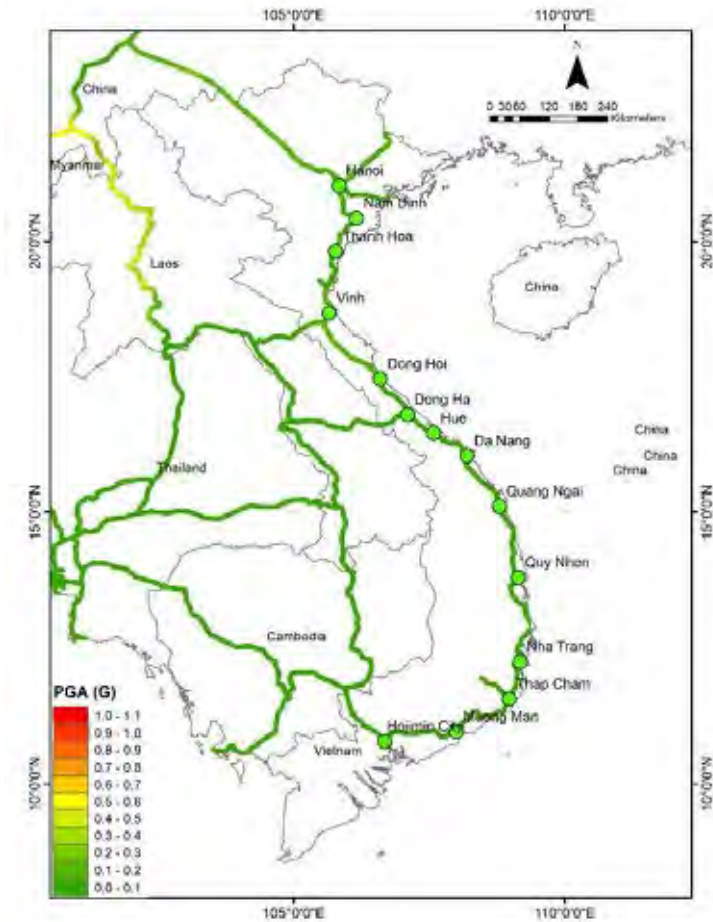 105°0'0"E 110°0'0"E
N
0 30 60 120 180 240
Kilometers
China
Myanmar
Hanoi
Nam Dinh
Thanh Hoa
20°0'0"N 20°0'0"N
Laos
China
Vinh
Dong Hoi
Dong Ha
Hue
China
Da Nang
China
China
Thailand
Quang Ngai
15°0'0"N 15°0'0"N
Quy Nhon
Cambodia
Nha Trang
Thap Cham
Muong Man
Hojimin City
Vietnam
10°0'0"N 10°0'0"N
PGA (G)
1.0 - 1.1
0.9 - 1.0
0.8 - 0.9
0.7 - 0.8
0.6 - 0.7
0.5 - 0.6
0.4 - 0.5
0.3 - 0.4
0.2 - 0.3
0.1 - 0.2
0.0 - 0.1
105°0'0"E 110°0'0"E